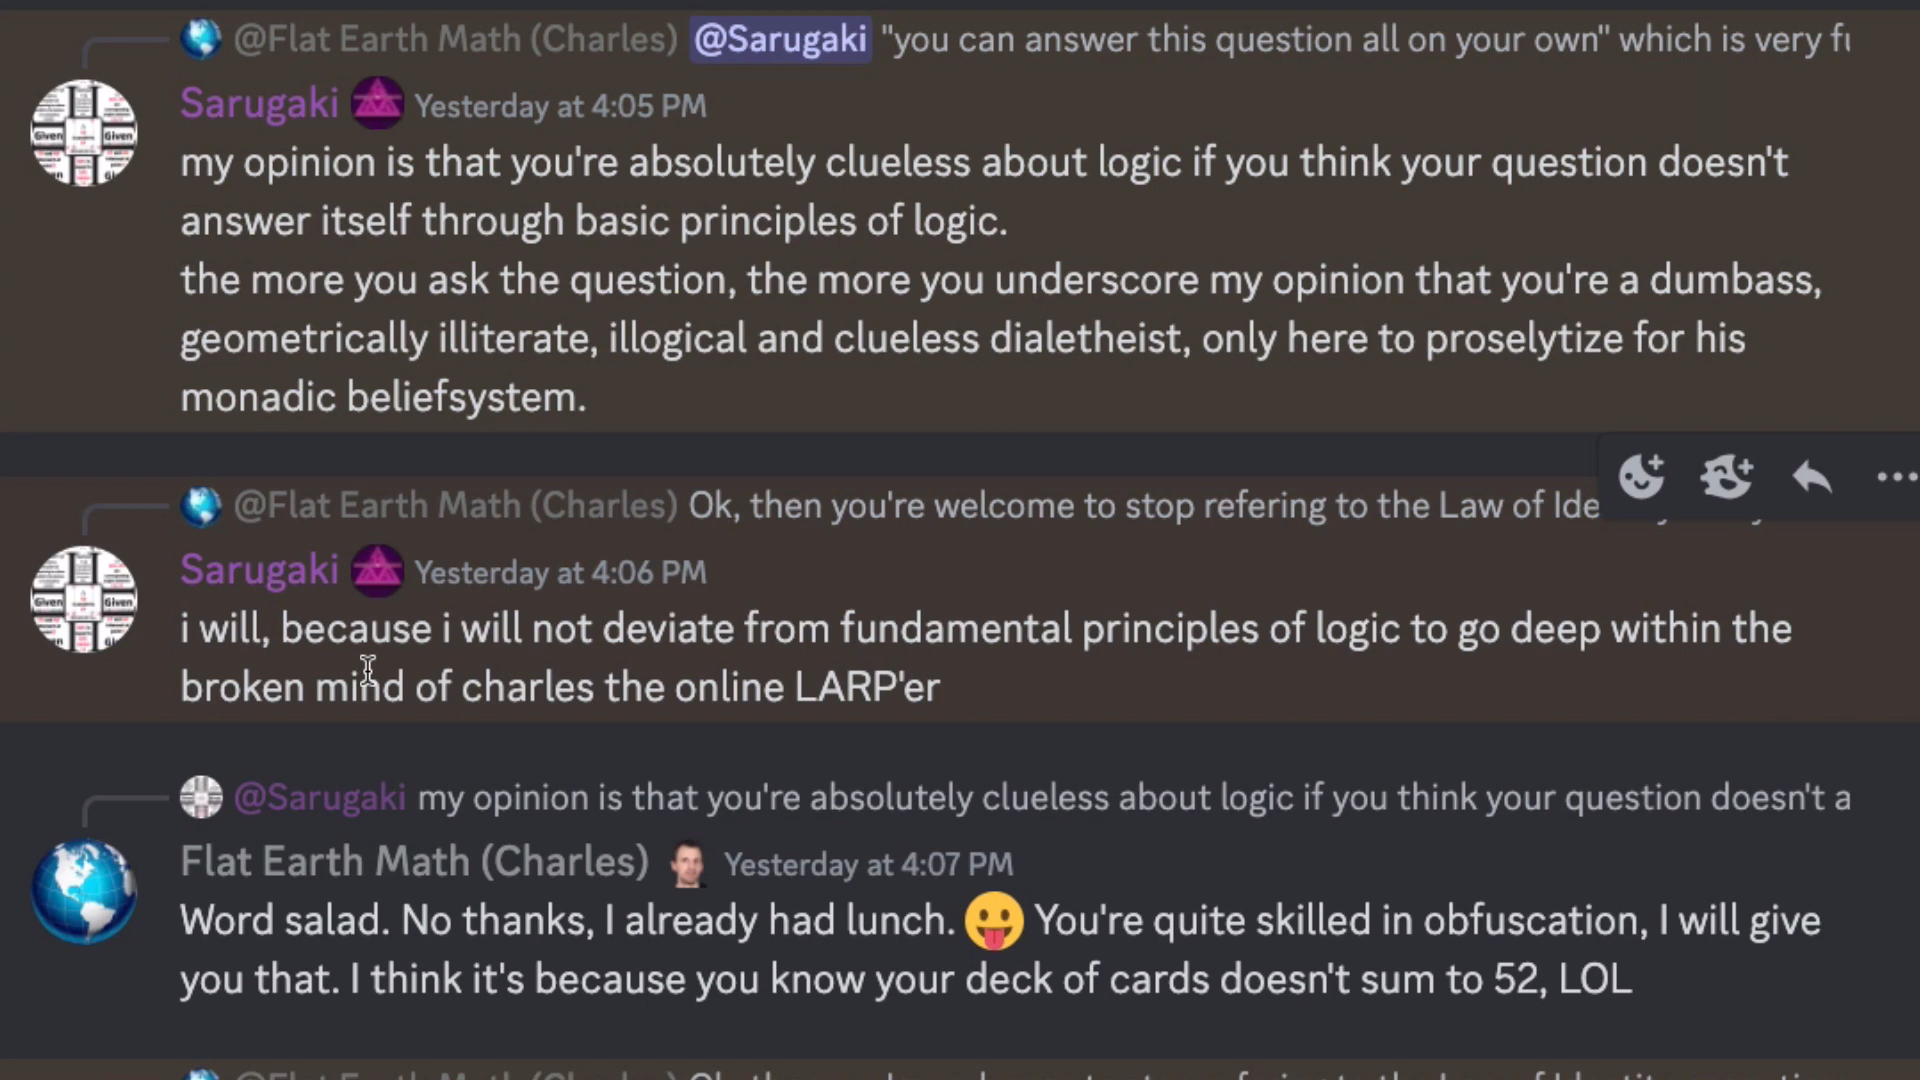 @Flat Earth Math (Charles) @Sarugaki "you can answer this question all on your own" which is very
Sarugaki Yesterday at 4:05 PM
my opinion is that you're absolutely clueless about logic if you think your question doesn't
answer itself through basic principles of logic.
the more you ask the question, the more you underscore my opinion that you're a dumbass,
geometrically illiterate, illogical and clueless dialetheist, only here to proselytize for his
monadic beliefsystem.
@Flat Earth Math (Charles) Ok, then you're welcome to stop refering to the Law of
Sarugaki Yesterday at 4:06 PM
Given Given
i will, because i will not deviate from fundamental principles of logic to go deep within the
broken mind of charles the online LARP'er
@Sarugaki my opinion is that you're absolutely clueless about logic if you think your question doesn't a
Flat Earth Math (Charles) Yesterday at 4:07 PM
Word salad. No thanks, I already had lunch. 😛 You're quite skilled in obfuscation, I will give
you that. I think it's because you know your deck of cards doesn't sum to 52, LOL